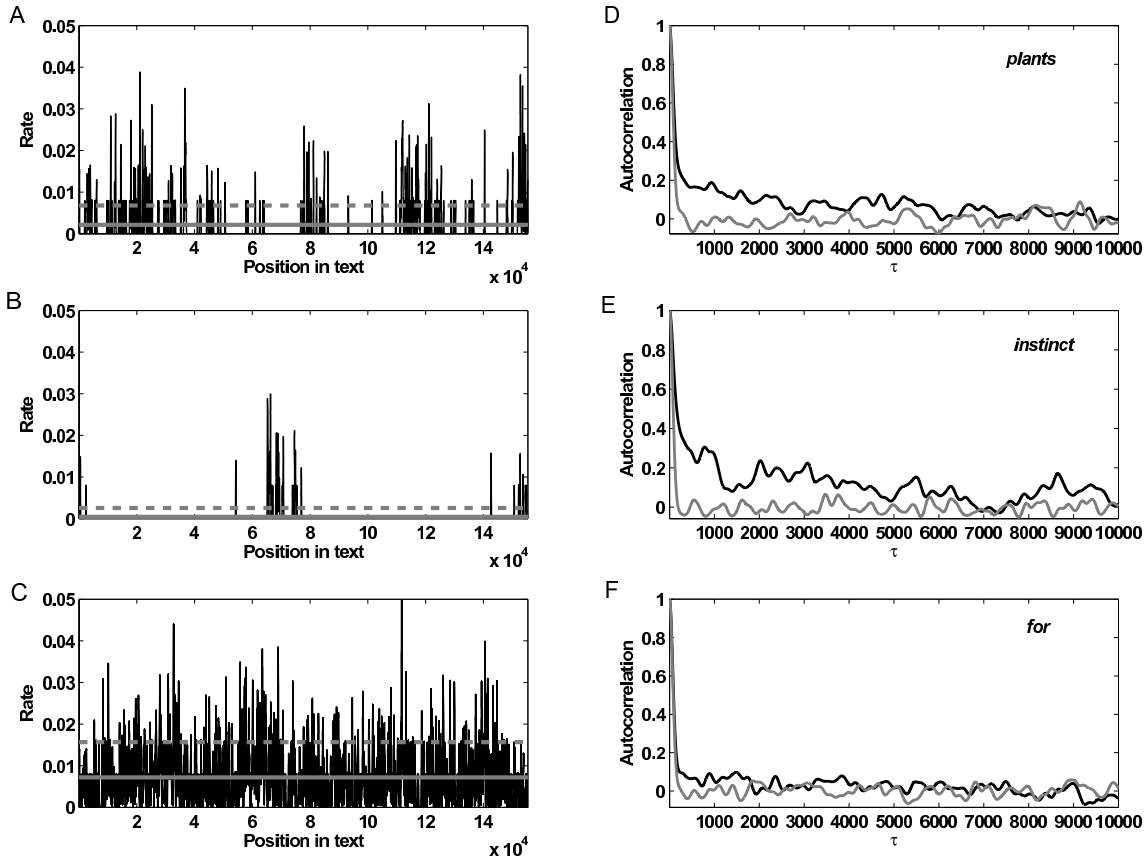 A
0.05
0.04
0.03
0.02
0.01
0
Rate
2 4 6 8 10 12 14
Position in text
x 10^4
D
1
0.8
0.6
0.4
0.2
0
Autocorrelation
plants
1000 2000 3000 4000 5000 6000 7000 8000 9000 10000
τ
B
0.05
0.04
0.03
0.02
0.01
0
Rate
2 4 6 8 10 12 14
Position in text
x 10^4
E
1
0.8
0.6
0.4
0.2
0
Autocorrelation
instinct
1000 2000 3000 4000 5000 6000 7000 8000 9000 10000
τ
C
0.05
0.04
0.03
0.02
0.01
0
Rate
2 4 6 8 10 12 14
Position in text
x 10^4
F
1
0.8
0.6
0.4
0.2
0
Autocorrelation
for
1000 2000 3000 4000 5000 6000 7000 8000 9000 10000
τ